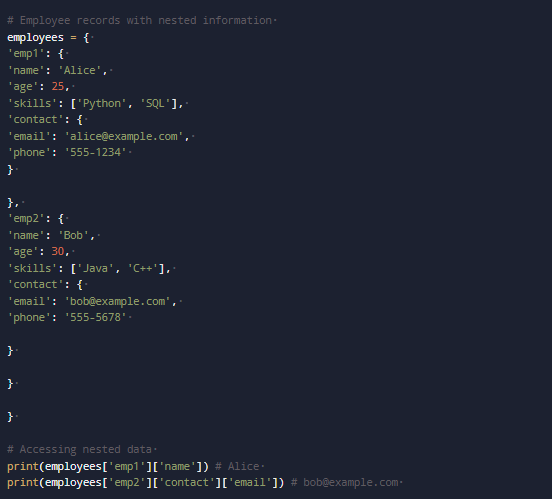 # Employee records with nested information
employees = {
'emp1': {
'name': 'Alice',
'age': 25,
'skills': ['Python', 'SQL'],
'contact': {
'email': 'alice@example.com',
'phone': '555-1234'
}
},
'emp2': {
'name': 'Bob',
'age': 30,
'skills': ['Java', 'C++'],
'contact': {
'email': 'bob@example.com',
'phone': '555-5678'
}
}
}
# Accessing nested data
print(employees['emp1']['name']) # Alice
print(employees['emp2']['contact']['email']) # bob@example.com